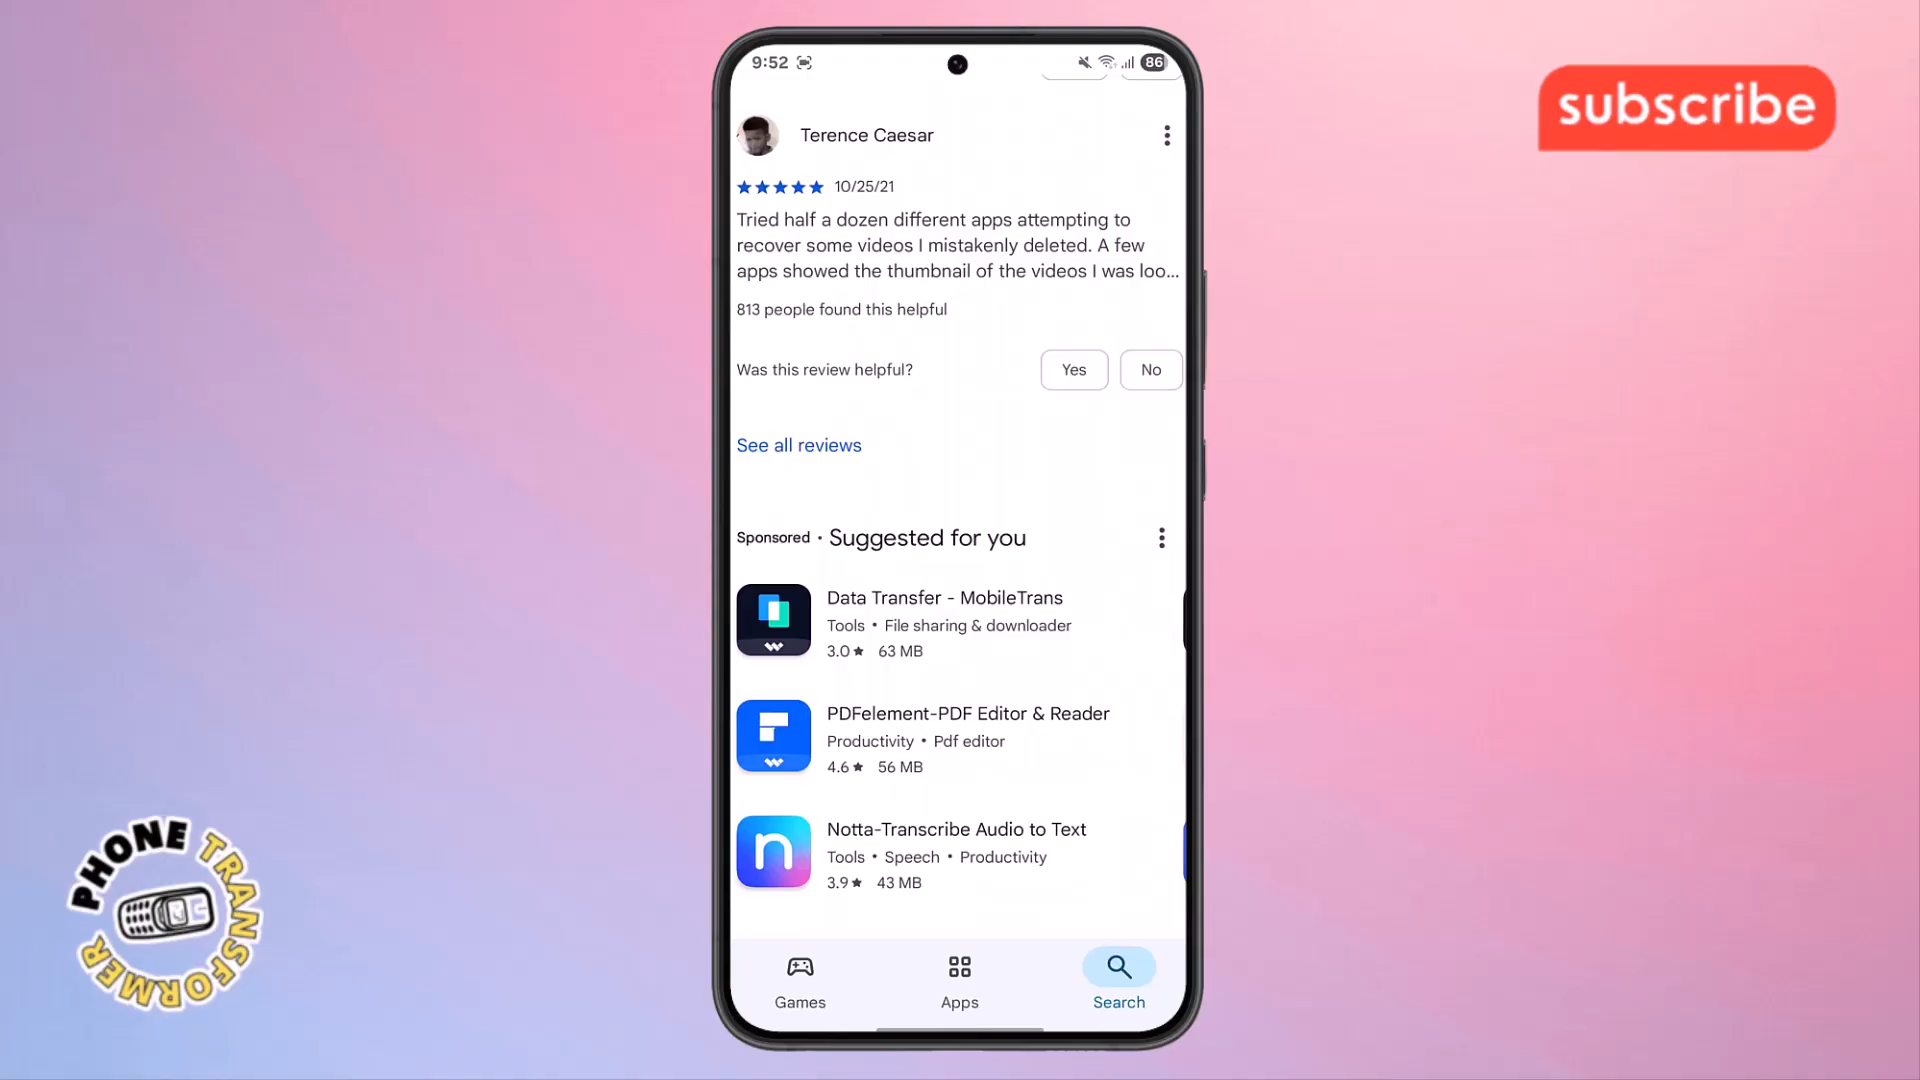 9:52
86
subscribe
Terence Caesar
10/25/21
Tried half a dozen different apps attempting to
recover some videos I mistakenly deleted. A few
apps showed the thumbnail of the videos I was loo...
813 people found this helpful
Was this review helpful?
Yes
No
See all reviews
Sponsored • Suggested for you
Data Transfer - MobileTrans
Tools • File sharing & downloader
3.0★ 63 MB
PDFelement-PDF Editor & Reader
Productivity • Pdf editor
4.6★ 56 MB
Notta-Transcribe Audio to Text
Tools • Speech • Productivity
3.9★ 43 MB
Games
Apps
Search
PHONE TRANSFORMER